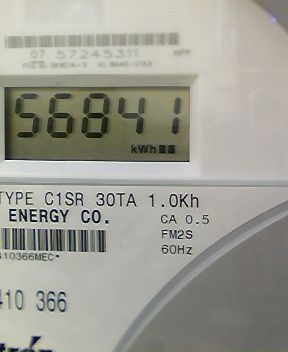 07 57245311
56841
kWh
TYPE C1SR 30TA 1.0Kh
ENERGY CO. CA 0.5
FM2S
410366MEC*
60Hz
410 366